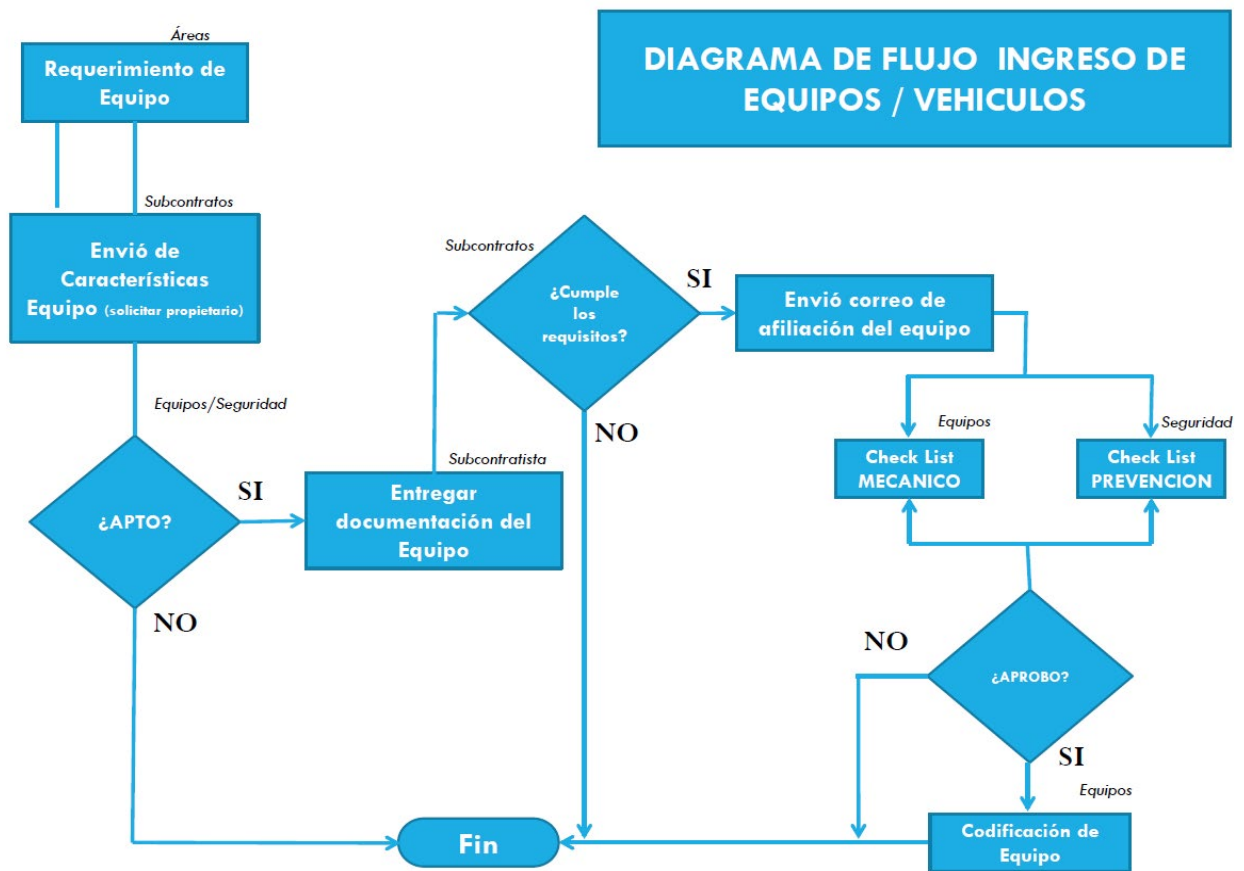 DIAGRAMA DE FLUJO INGRESO DE
EQUIPOS / VEHICULOS
Áreas
Requerimiento de
Equipo
Subcontratos
Envió de
Características
Equipo (solicitar propietario)
Equipos/Seguridad
¿APTO?
SI
NO
Subcontratista
Entregar
documentación del
Equipo
Subcontratos
¿Cumple
los
requisitos?
SI
NO
Envió correo de
afiliación del equipo
Equipos
Check List
MECANICO
Seguridad
Check List
PREVENCION
¿APROBO?
NO
SI
Equipos
Codificación de
Equipo
Fin